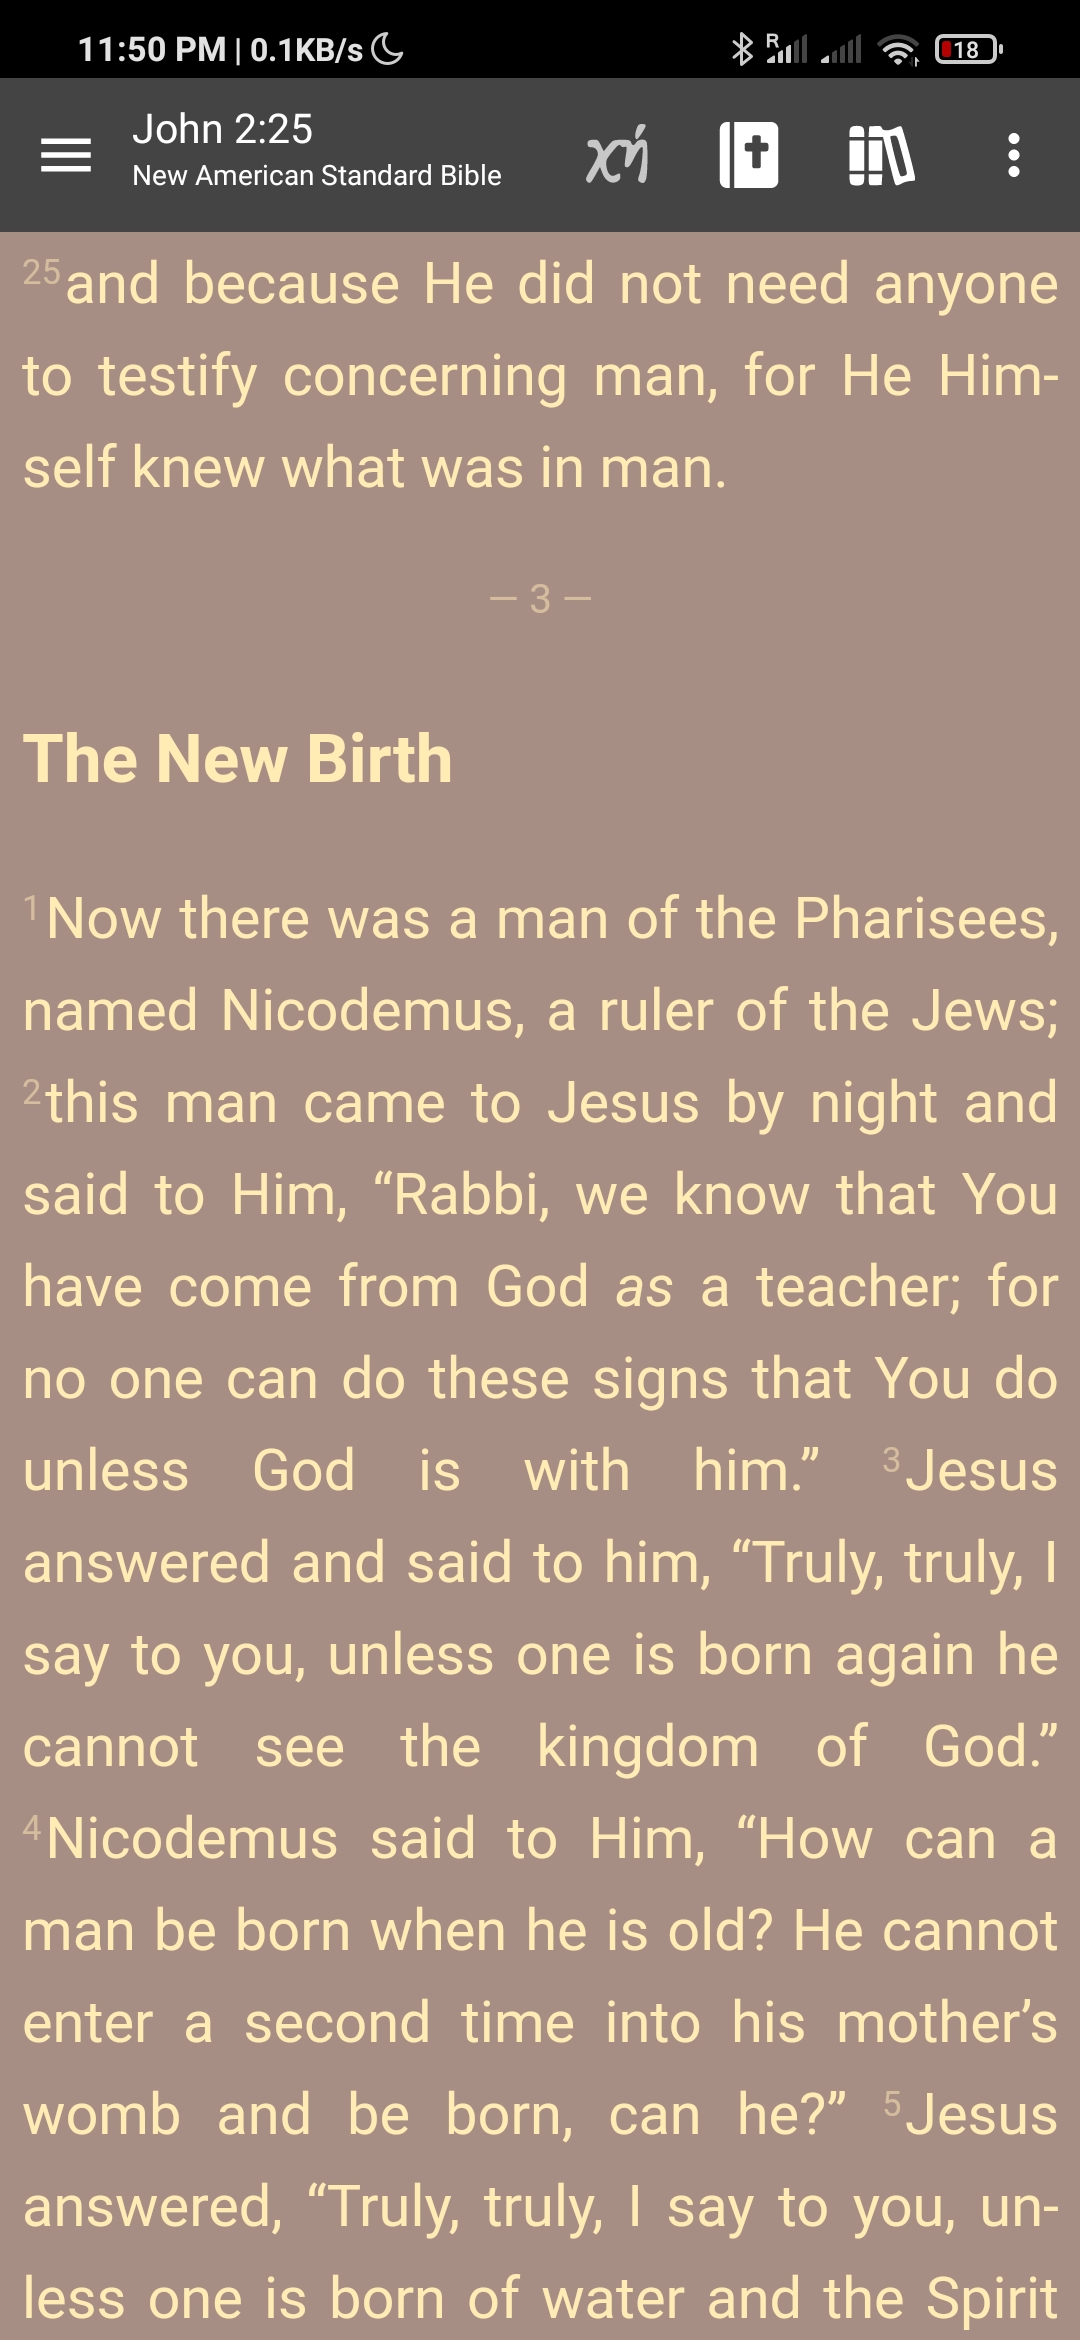 11:50 PM | 0.1KB/s R 18
John 2:25
New American Standard Bible
χή
25 and because He did not need anyone
to testify concerning man, for He Him-
self knew what was in man.
— 3 —
The New Birth
1 Now there was a man of the Pharisees,
named Nicodemus, a ruler of the Jews;
2 this man came to Jesus by night and
said to Him, “Rabbi, we know that You
have come from God as a teacher; for
no one can do these signs that You do
unless God is with him.” 3 Jesus
answered and said to him, “Truly, truly, I
say to you, unless one is born again he
cannot see the kingdom of God.”
4 Nicodemus said to Him, “How can a
man be born when he is old? He cannot
enter a second time into his mother’s
womb and be born, can he?” 5 Jesus
answered, “Truly, truly, I say to you, un-
less one is born of water and the Spirit